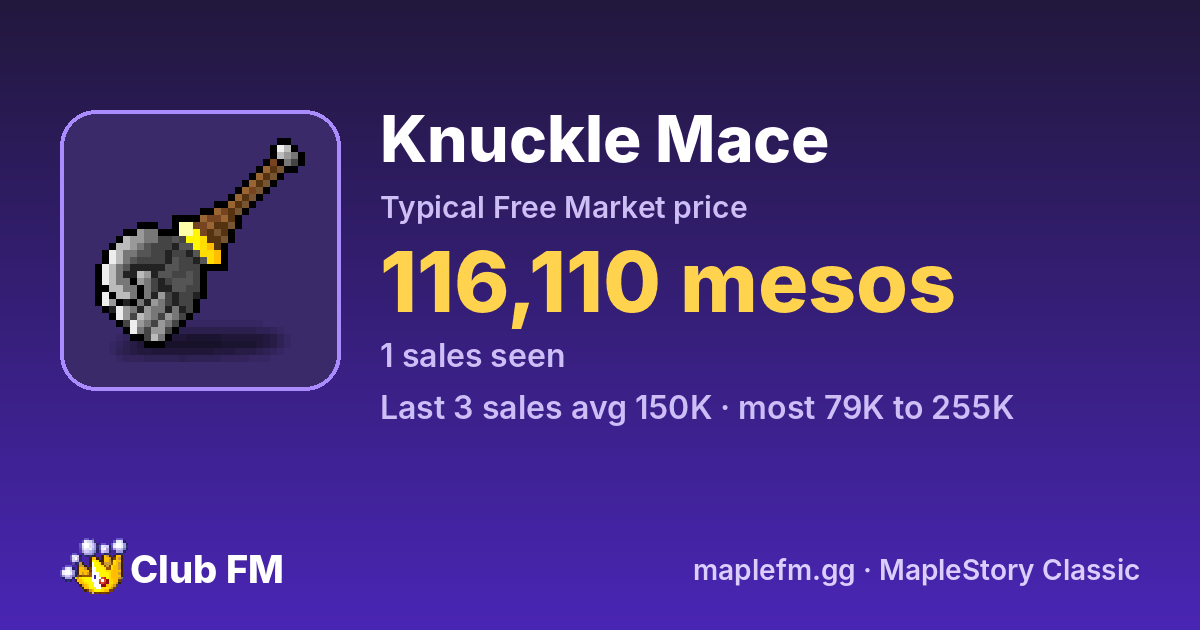 Knuckle Mace
Typical Free Market price
116,110 mesos
1 sales seen
Last 3 sales avg 150K · most 79K to 255K
Club FM
maplefm.gg · MapleStory Classic